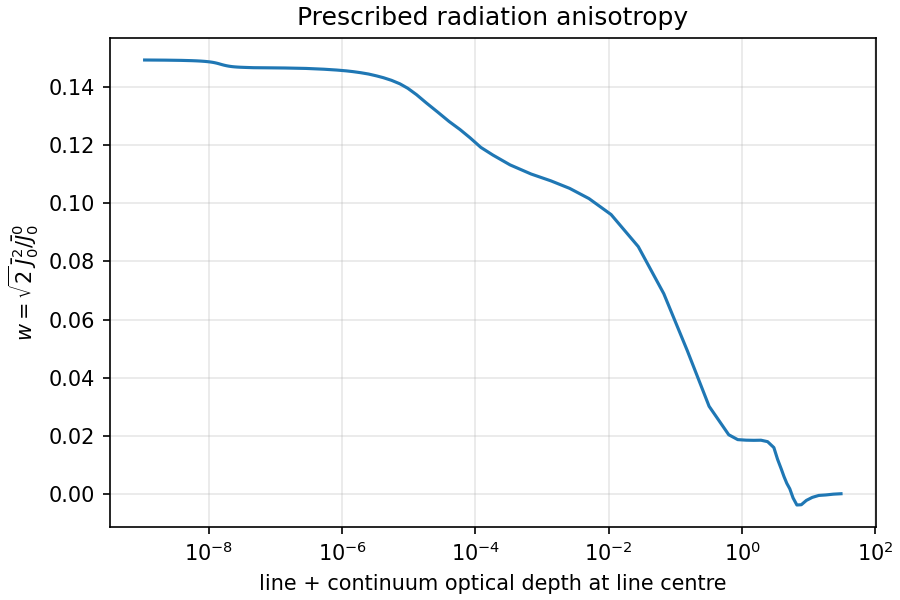 Prescribed radiation anisotropy
w = √2 J̄²₀/J̄⁰₀
0.14
0.12
0.10
0.08
0.06
0.04
0.02
0.00
10⁻⁸ 10⁻⁶ 10⁻⁴ 10⁻² 10⁰ 10²
line + continuum optical depth at line centre